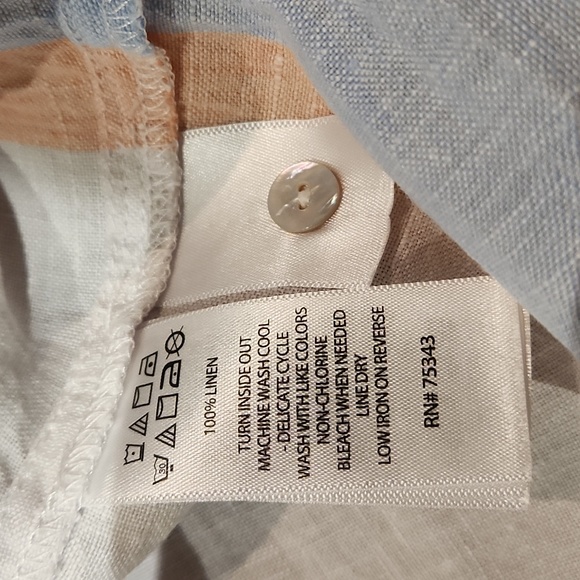 30
100% LINEN
TURN INSIDE OUT
MACHINE WASH COOL
- DELICATE CYCLE
WASH WITH LIKE COLORS
NON-CHLORINE
BLEACH WHEN NEEDED
LINE DRY
LOW IRON ON REVERSE
RN# 75343